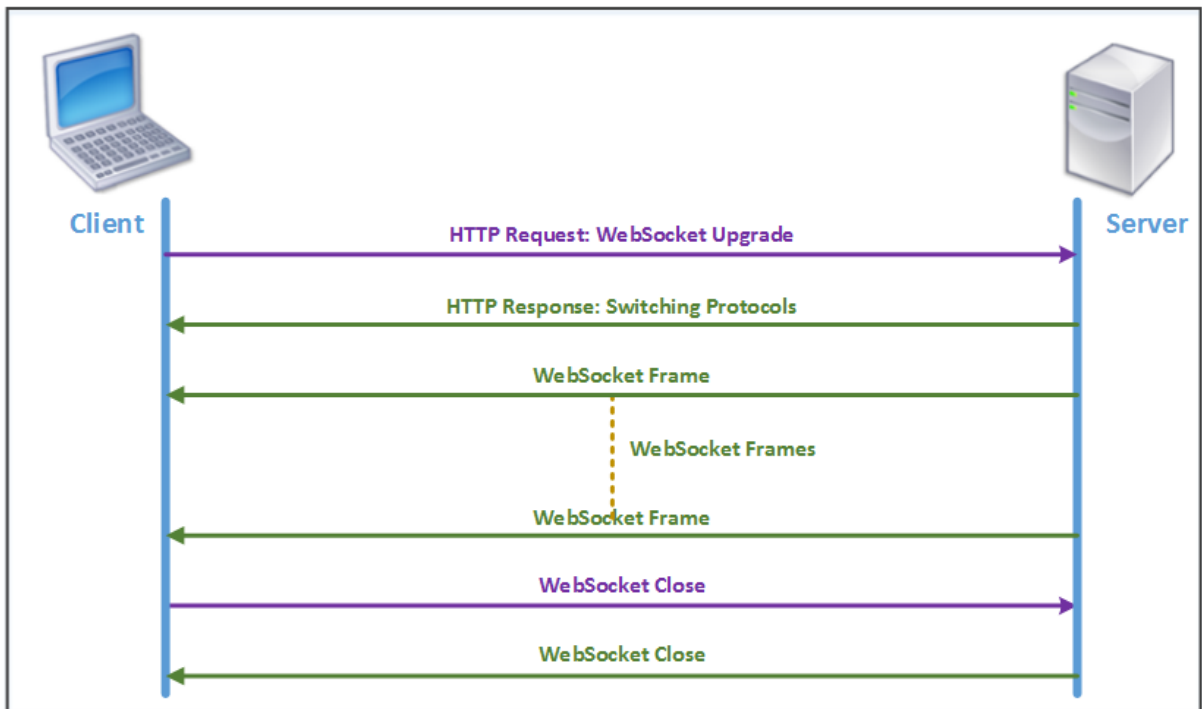 Client
Server
HTTP Request: WebSocket Upgrade
HTTP Response: Switching Protocols
WebSocket Frame
WebSocket Frames
WebSocket Frame
WebSocket Close
WebSocket Close